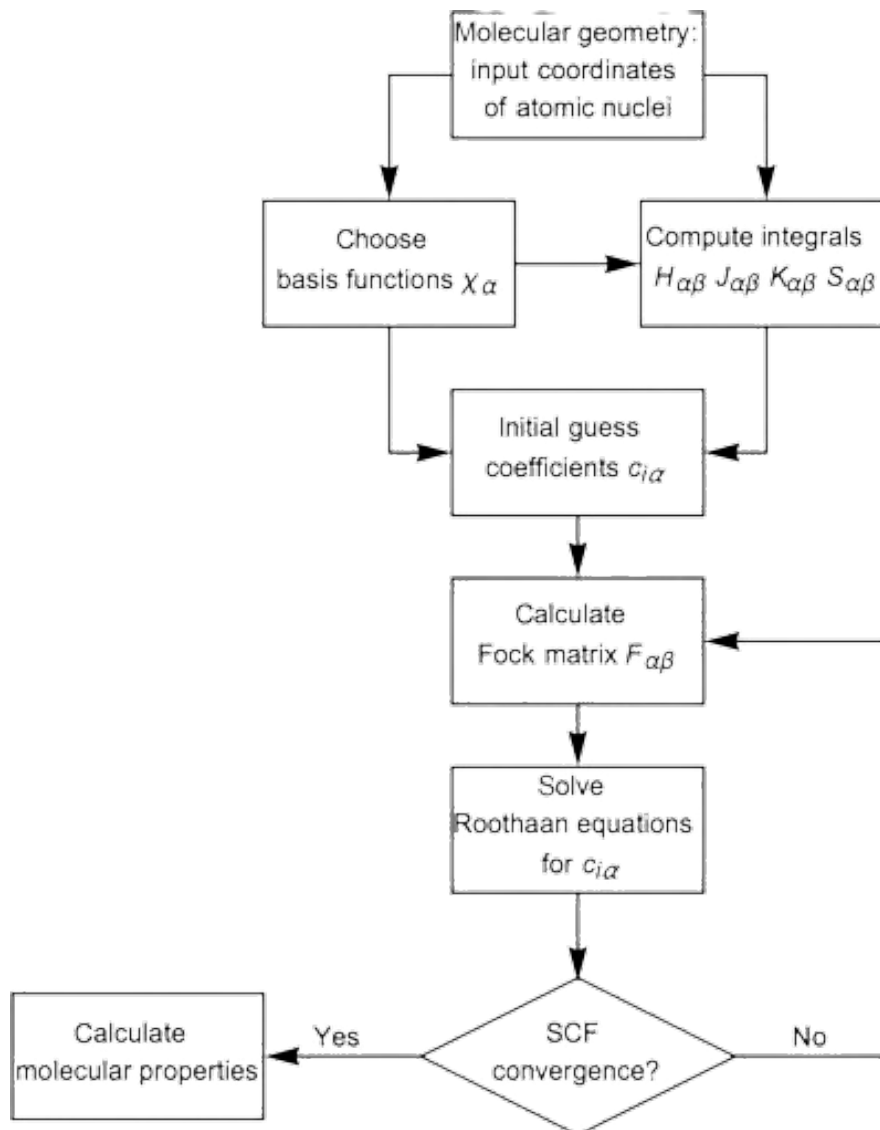 Molecular geometry:
input coordinates
of atomic nuclei
Choose
basis functions χα
Compute integrals
Hαβ Jαβ Kαβ Sαβ
Initial guess
coefficients ciα
Calculate
Fock matrix Fαβ
Solve
Roothaan equations
for ciα
SCF
convergence?
Yes
No
Calculate
molecular properties